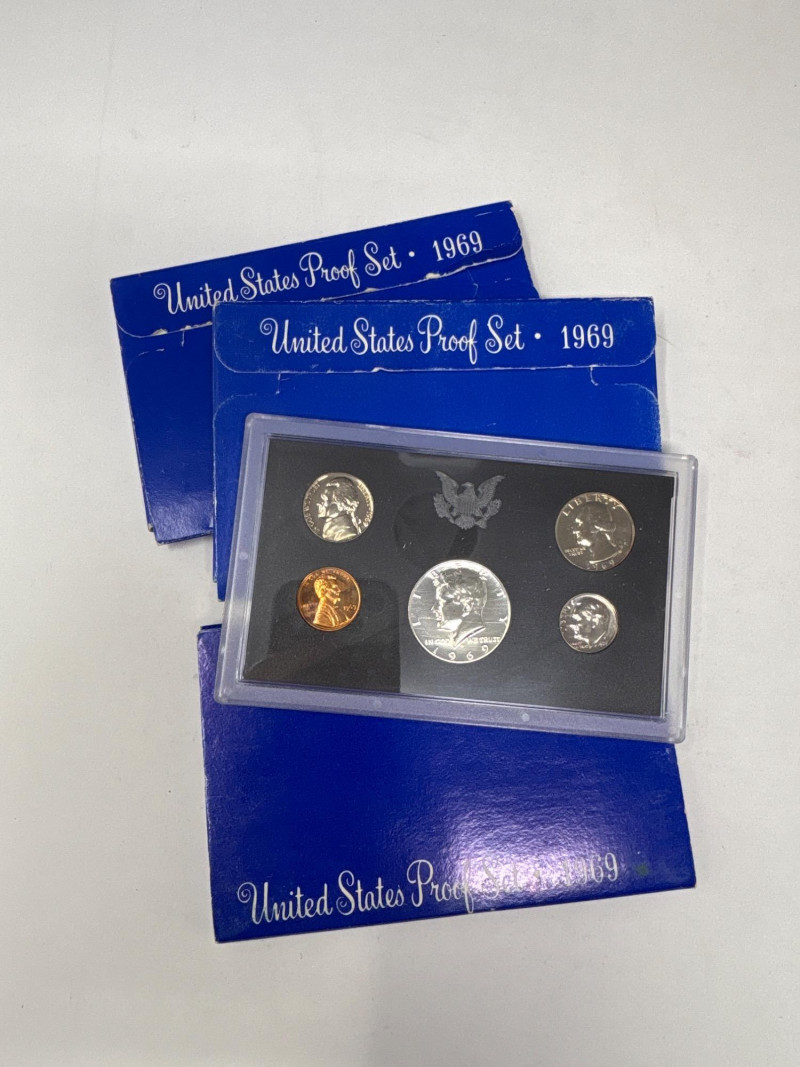 United States Proof Set • 1969
United States Proof Set • 1969
LIBERTY
LIBERTY
IN GOD WE TRUST
1969
1969
United States Proof Set • 1969